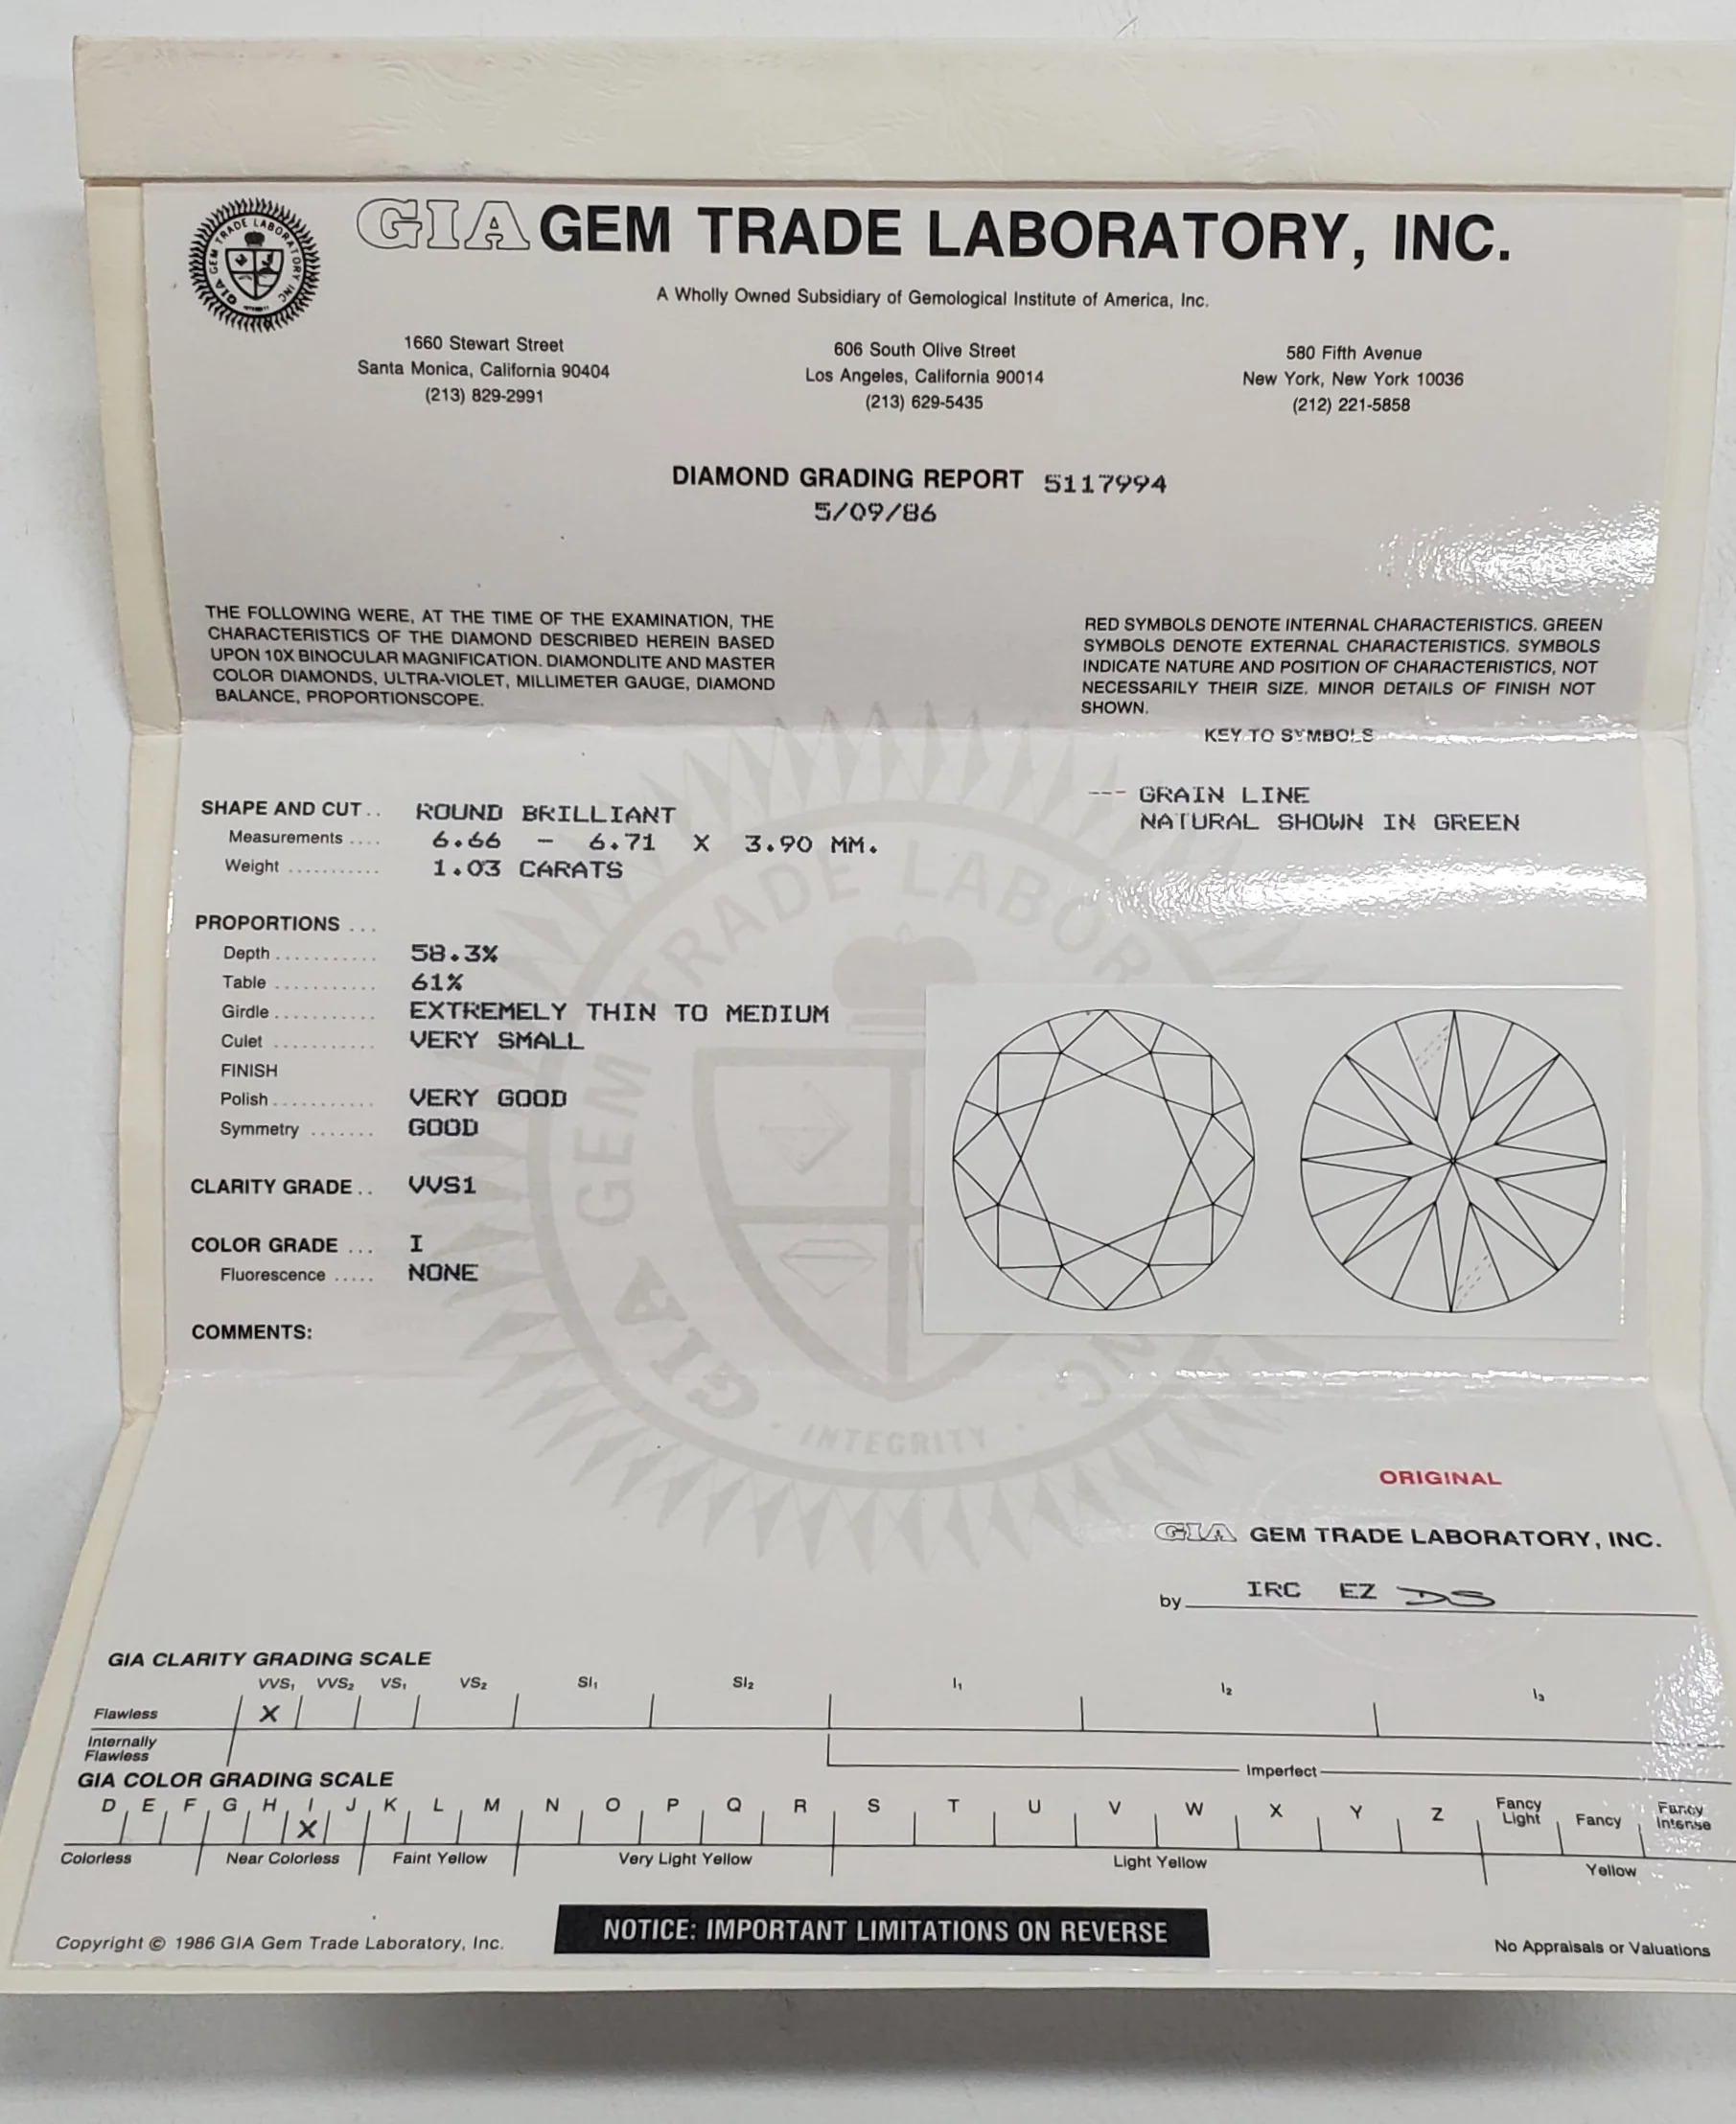 GIA GEM TRADE LABORATORY, INC.
GIA GEM TRADE LABORATORY INC
A Wholly Owned Subsidiary of Gemological Institute of America, Inc.
1660 Stewart Street
Santa Monica, California 90404
(213) 829-2991
606 South Olive Street
Los Angeles, California 90014
(213) 629-5435
580 Fifth Avenue
New York, New York 10036
(212) 221-5858
DIAMOND GRADING REPORT 5117994
5/09/86
THE FOLLOWING WERE, AT THE TIME OF THE EXAMINATION, THE
CHARACTERISTICS OF THE DIAMOND DESCRIBED HEREIN BASED
UPON 10X BINOCULAR MAGNIFICATION. DIAMONDLITE AND MASTER
COLOR DIAMONDS, ULTRA-VIOLET, MILLIMETER GAUGE, DIAMOND
BALANCE, PROPORTIONSCOPE.
RED SYMBOLS DENOTE INTERNAL CHARACTERISTICS. GREEN
SYMBOLS DENOTE EXTERNAL CHARACTERISTICS. SYMBOLS
INDICATE NATURE AND POSITION OF CHARACTERISTICS, NOT
NECESSARILY THEIR SIZE. MINOR DETAILS OF FINISH NOT
SHOWN.
KEY TO SYMBOLS
--- GRAIN LINE
NATURAL SHOWN IN GREEN
SHAPE AND CUT .. ROUND BRILLIANT
Measurements .... 6.66 - 6.71 X 3.90 MM.
Weight ........... 1.03 CARATS
PROPORTIONS ...
Depth ............ 58.3%
Table ............ 61%
Girdle ............ EXTREMELY THIN TO MEDIUM
Culet ............ VERY SMALL
FINISH
Polish ............ VERY GOOD
Symmetry ....... GOOD
CLARITY GRADE .. VVS1
COLOR GRADE ... I
Fluorescence ..... NONE
COMMENTS:
GIA GEM TRADE LABOR
INC
· INTEGRITY ·
ORIGINAL
GIA GEM TRADE LABORATORY, INC.
by IRC EZ DS
GIA CLARITY GRADING SCALE
VVS₁ VVS₂ VS₁ VS₂ SI₁ SI₂ I₁ I₂ I₃
Flawless X
Internally
Flawless
Imperfect
GIA COLOR GRADING SCALE
D E F G H I J K L M N O P Q R S T U V W X Y Z Fancy Light Fancy Fancy Intense
X
Colorless Near Colorless Faint Yellow Very Light Yellow Light Yellow Yellow
NOTICE: IMPORTANT LIMITATIONS ON REVERSE
Copyright © 1986 GIA Gem Trade Laboratory, Inc.
No Appraisals or Valuations